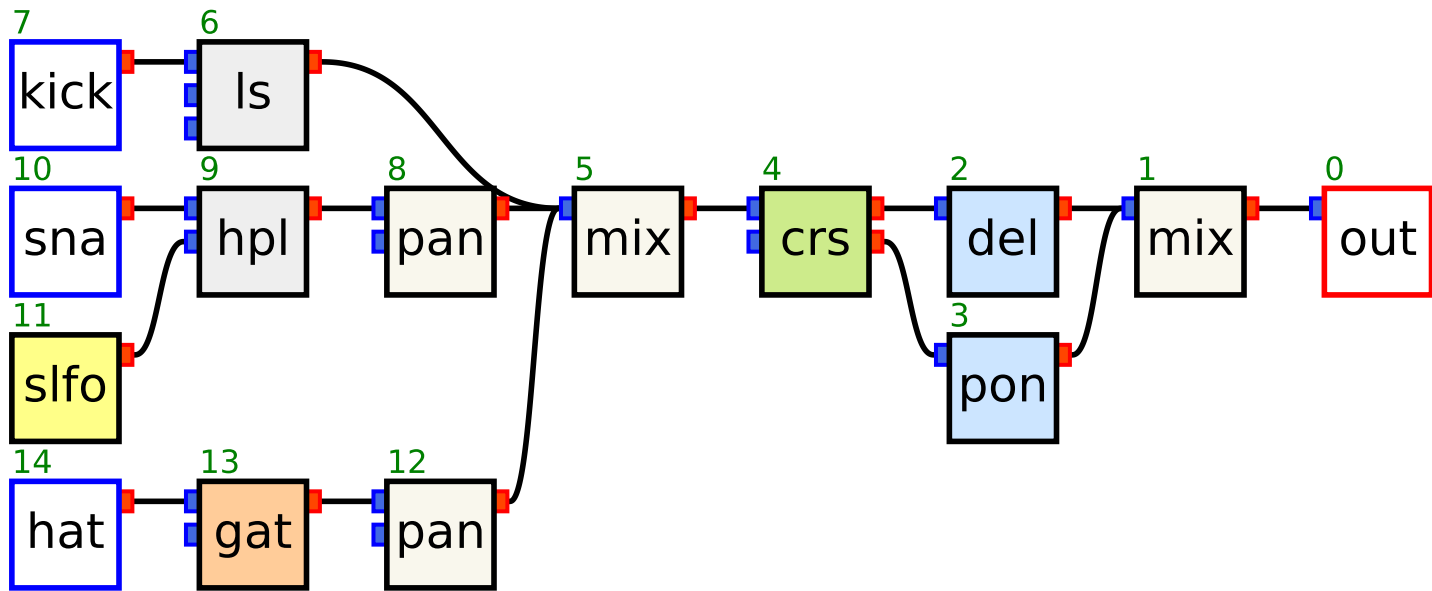 7 6
kick ls
10 9 8 5 4 2 1 0
sna hpl pan mix crs del mix out
11 3
slfo pon
14 13 12
hat gat pan